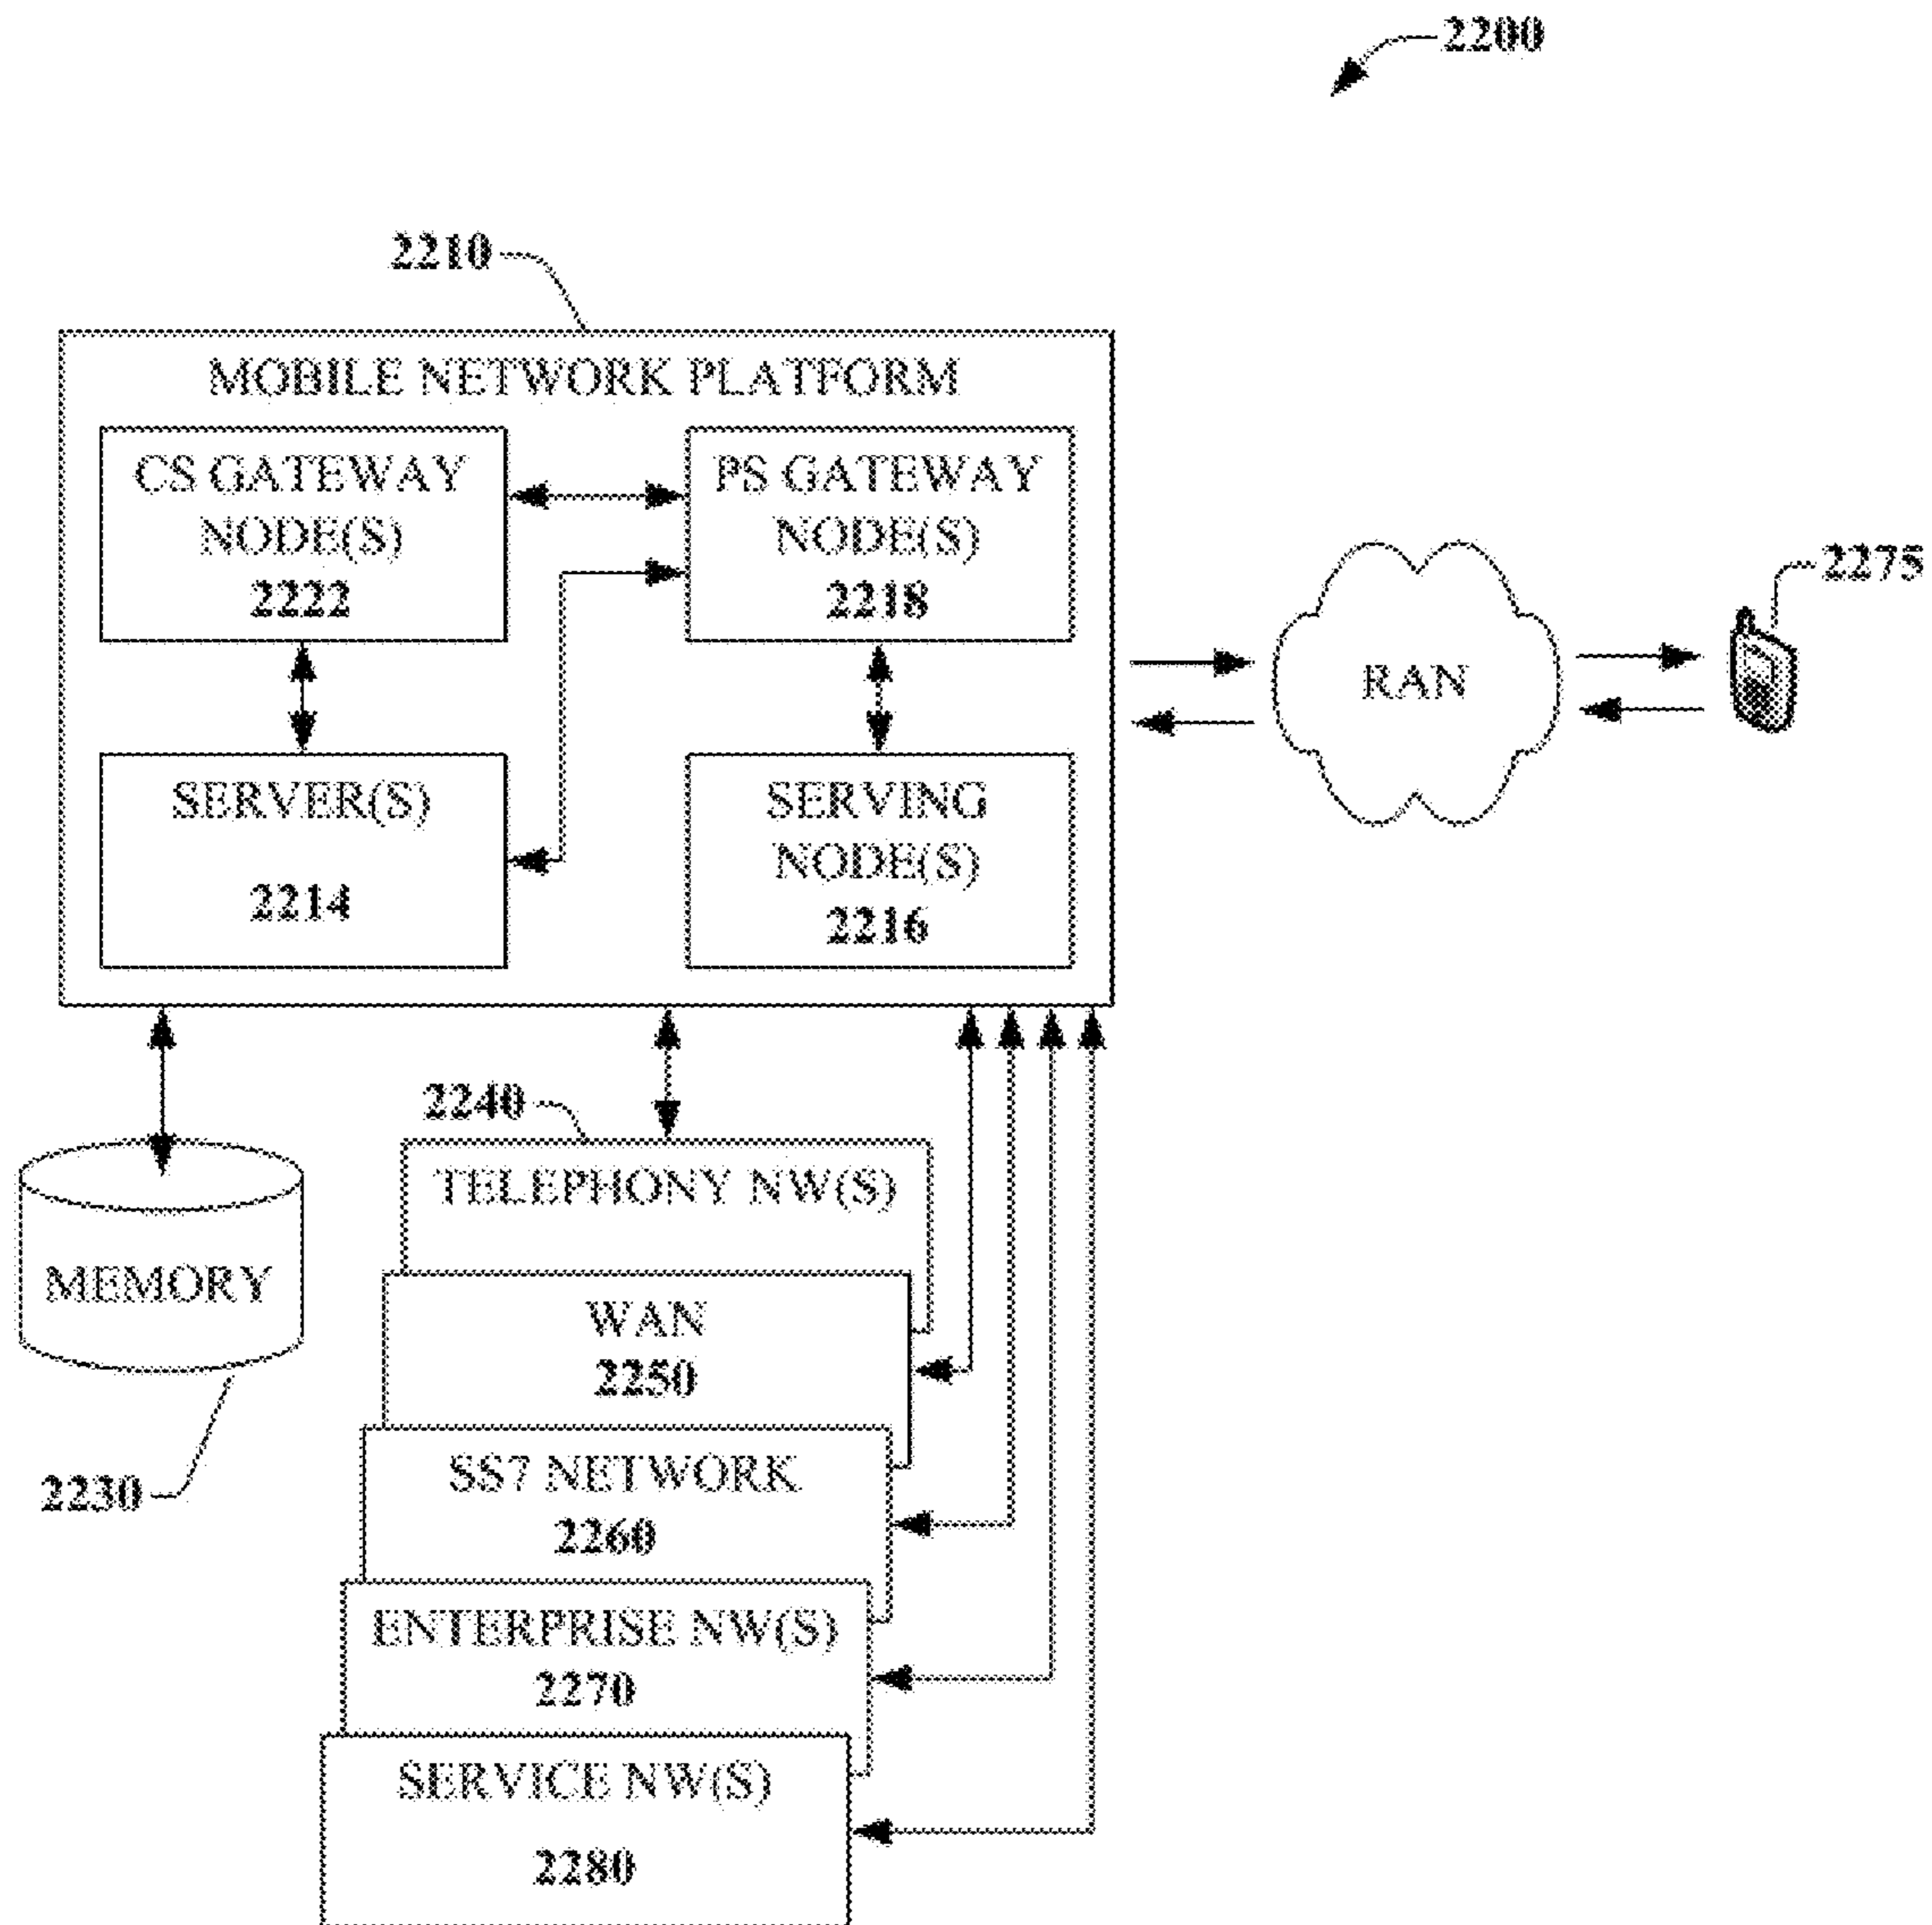 2200
2210
MOBILE NETWORK PLATFORM
CS GATEWAY
NODE(S)
2222
PS GATEWAY
NODE(S)
2218
SERVER(S)
2214
SERVING
NODE(S)
2216
RAN
2275
2240
TELEPHONY NW(S)
MEMORY
2230
WAN
2250
SS7 NETWORK
2260
ENTERPRISE NW(S)
2270
SERVICE NW(S)
2280